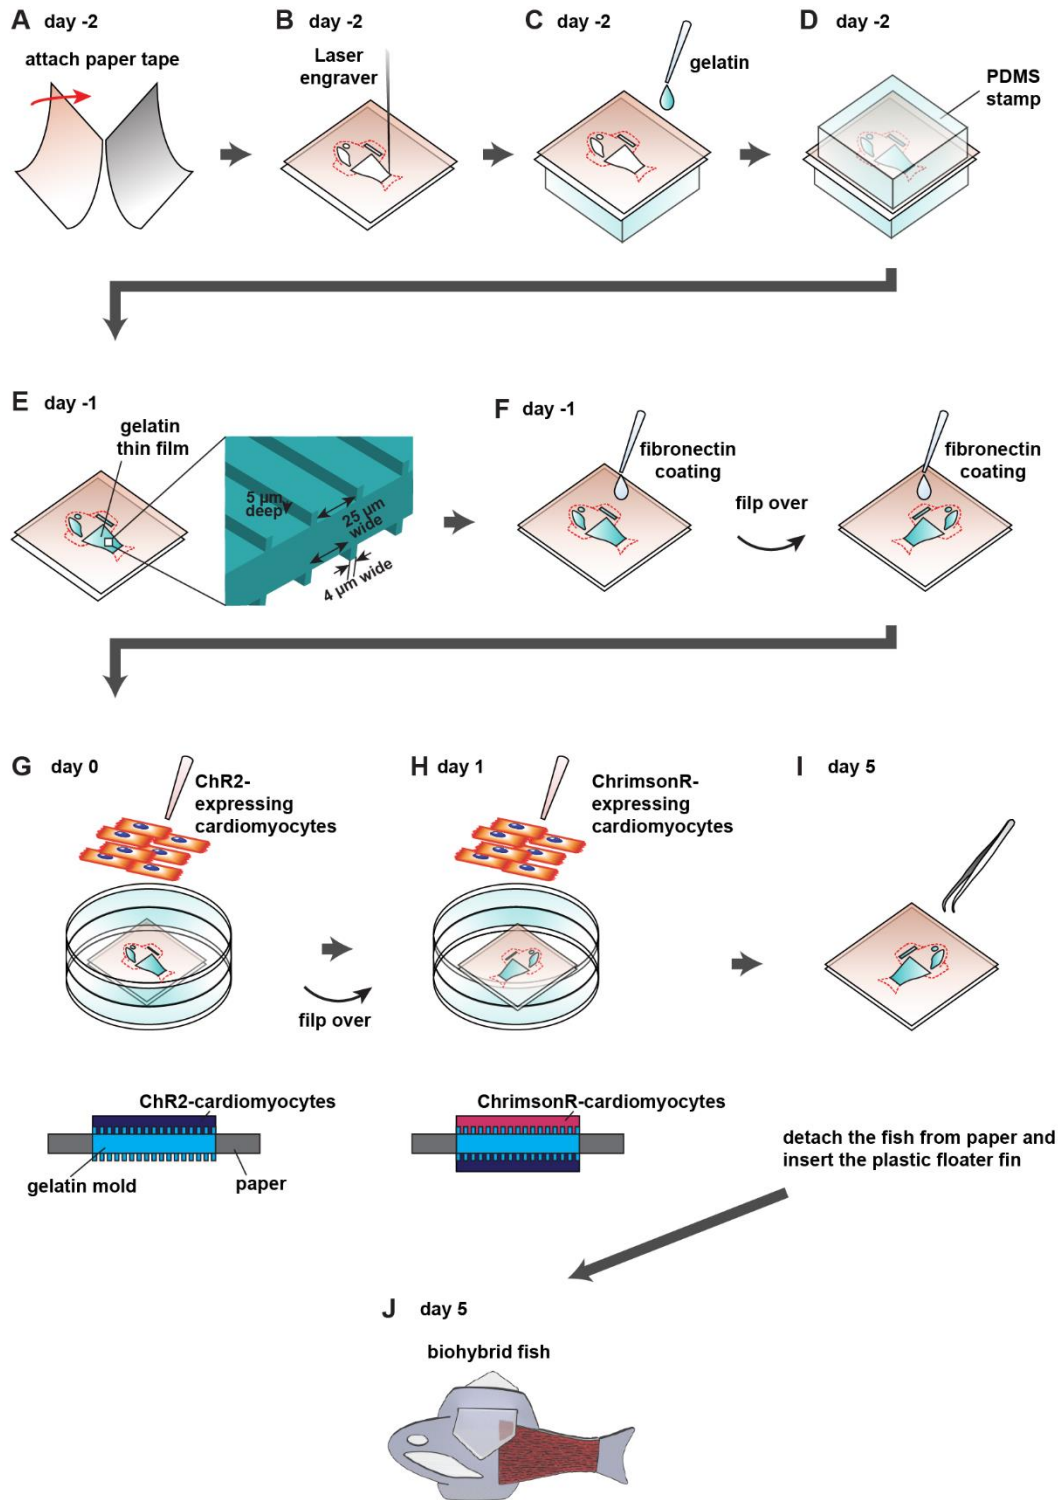 A day -2
attach paper tape
B day -2
Laser
engraver
C day -2
gelatin
D day -2
PDMS
stamp
E day -1
gelatin
thin film
5 µm
deep
25 µm
wide
4 µm wide
F day -1
fibronectin
coating
filp over
fibronectin
coating
G day 0
ChR2-
expressing
cardiomyocytes
filp over
H day 1
ChrimsonR-
expressing
cardiomyocytes
I day 5
ChR2-cardiomyocytes
gelatin mold
paper
ChrimsonR-cardiomyocytes
detach the fish from paper and
insert the plastic floater fin
J day 5
biohybrid fish